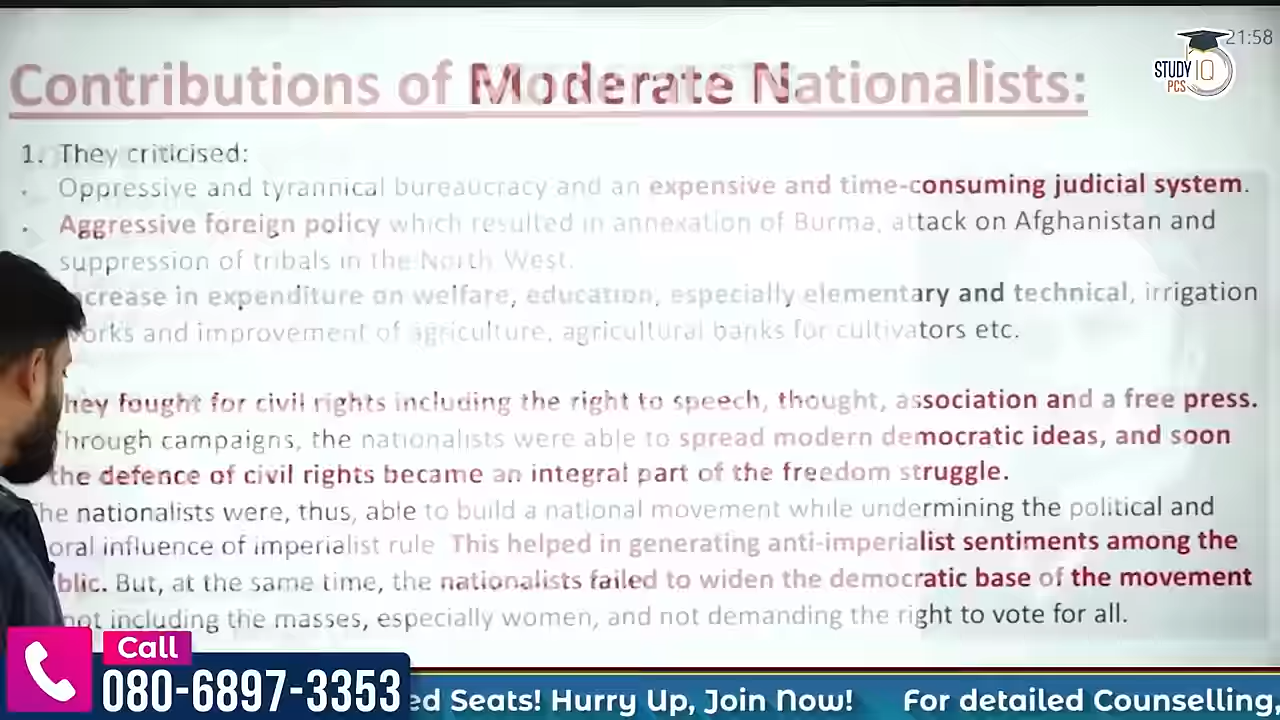 21:58
STUDY IQ
PCS
Contributions of Moderate Nationalists:
1. They criticised:
· Oppressive and tyrannical bureaucracy and an expensive and time-consuming judicial system.
· Aggressive foreign policy which resulted in annexation of Burma, attack on Afghanistan and
suppression of tribals in the North West.
crease in expenditure on welfare, education, especially elementary and technical, irrigation
orks and improvement of agriculture, agricultural banks for cultivators etc.
hey fought for civil rights including the right to speech, thought, association and a free press.
hrough campaigns, the nationalists were able to spread modern democratic ideas, and soon
the defence of civil rights became an integral part of the freedom struggle.
he nationalists were, thus, able to build a national movement while undermining the political and
oral influence of imperialist rule This helped in generating anti-imperialist sentiments among the
blic. But, at the same time, the nationalists failed to widen the democratic base of the movement
not including the masses, especially women, and not demanding the right to vote for all.
Call
080-6897-3353
ed Seats! Hurry Up, Join Now! For detailed Counselling,